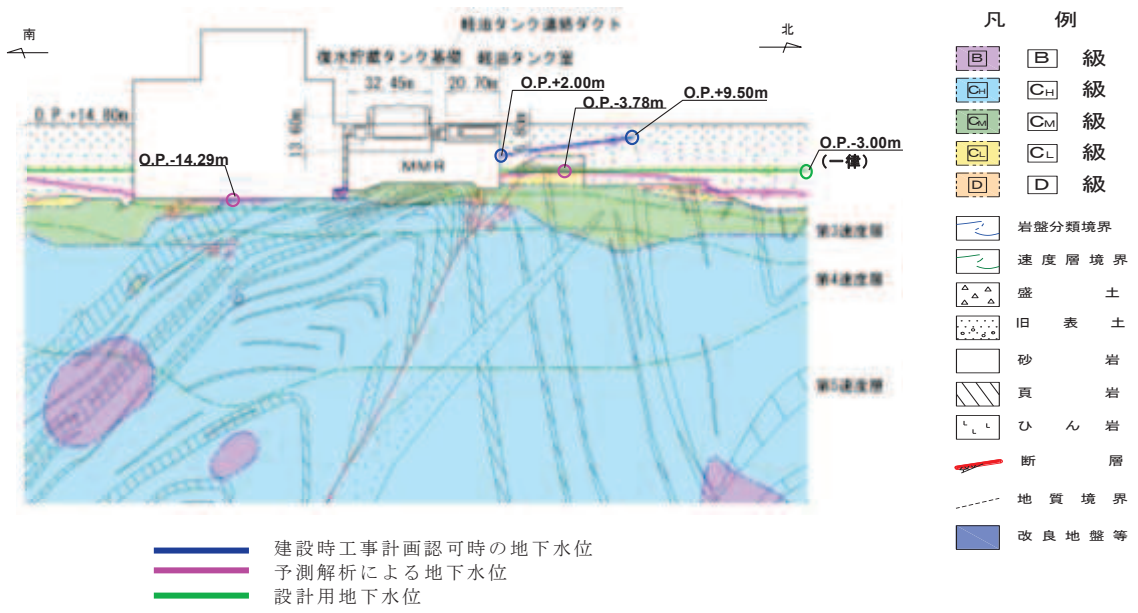 南
北
軽油タンク連絡ダクト
復水貯蔵タンク基礎 軽油タンク室
32.45m 20.70m
O.P.+2.00m
O.P.+9.50m
O.P.-3.78m
O.P.+14.80m
13.60m
MMR
O.P.-14.29m
O.P.-3.00m
(一律)
第3速度層
第4速度層
第5速度層
凡 例
B B 級
CH CH 級
CM CM 級
CL CL 級
D D 級
岩盤分類境界
速度層境界
盛土
旧表土
砂岩
頁岩
ひん岩
断層
地質境界
改良地盤等
建設時工事計画認可時の地下水位
予測解析による地下水位
設計用地下水位